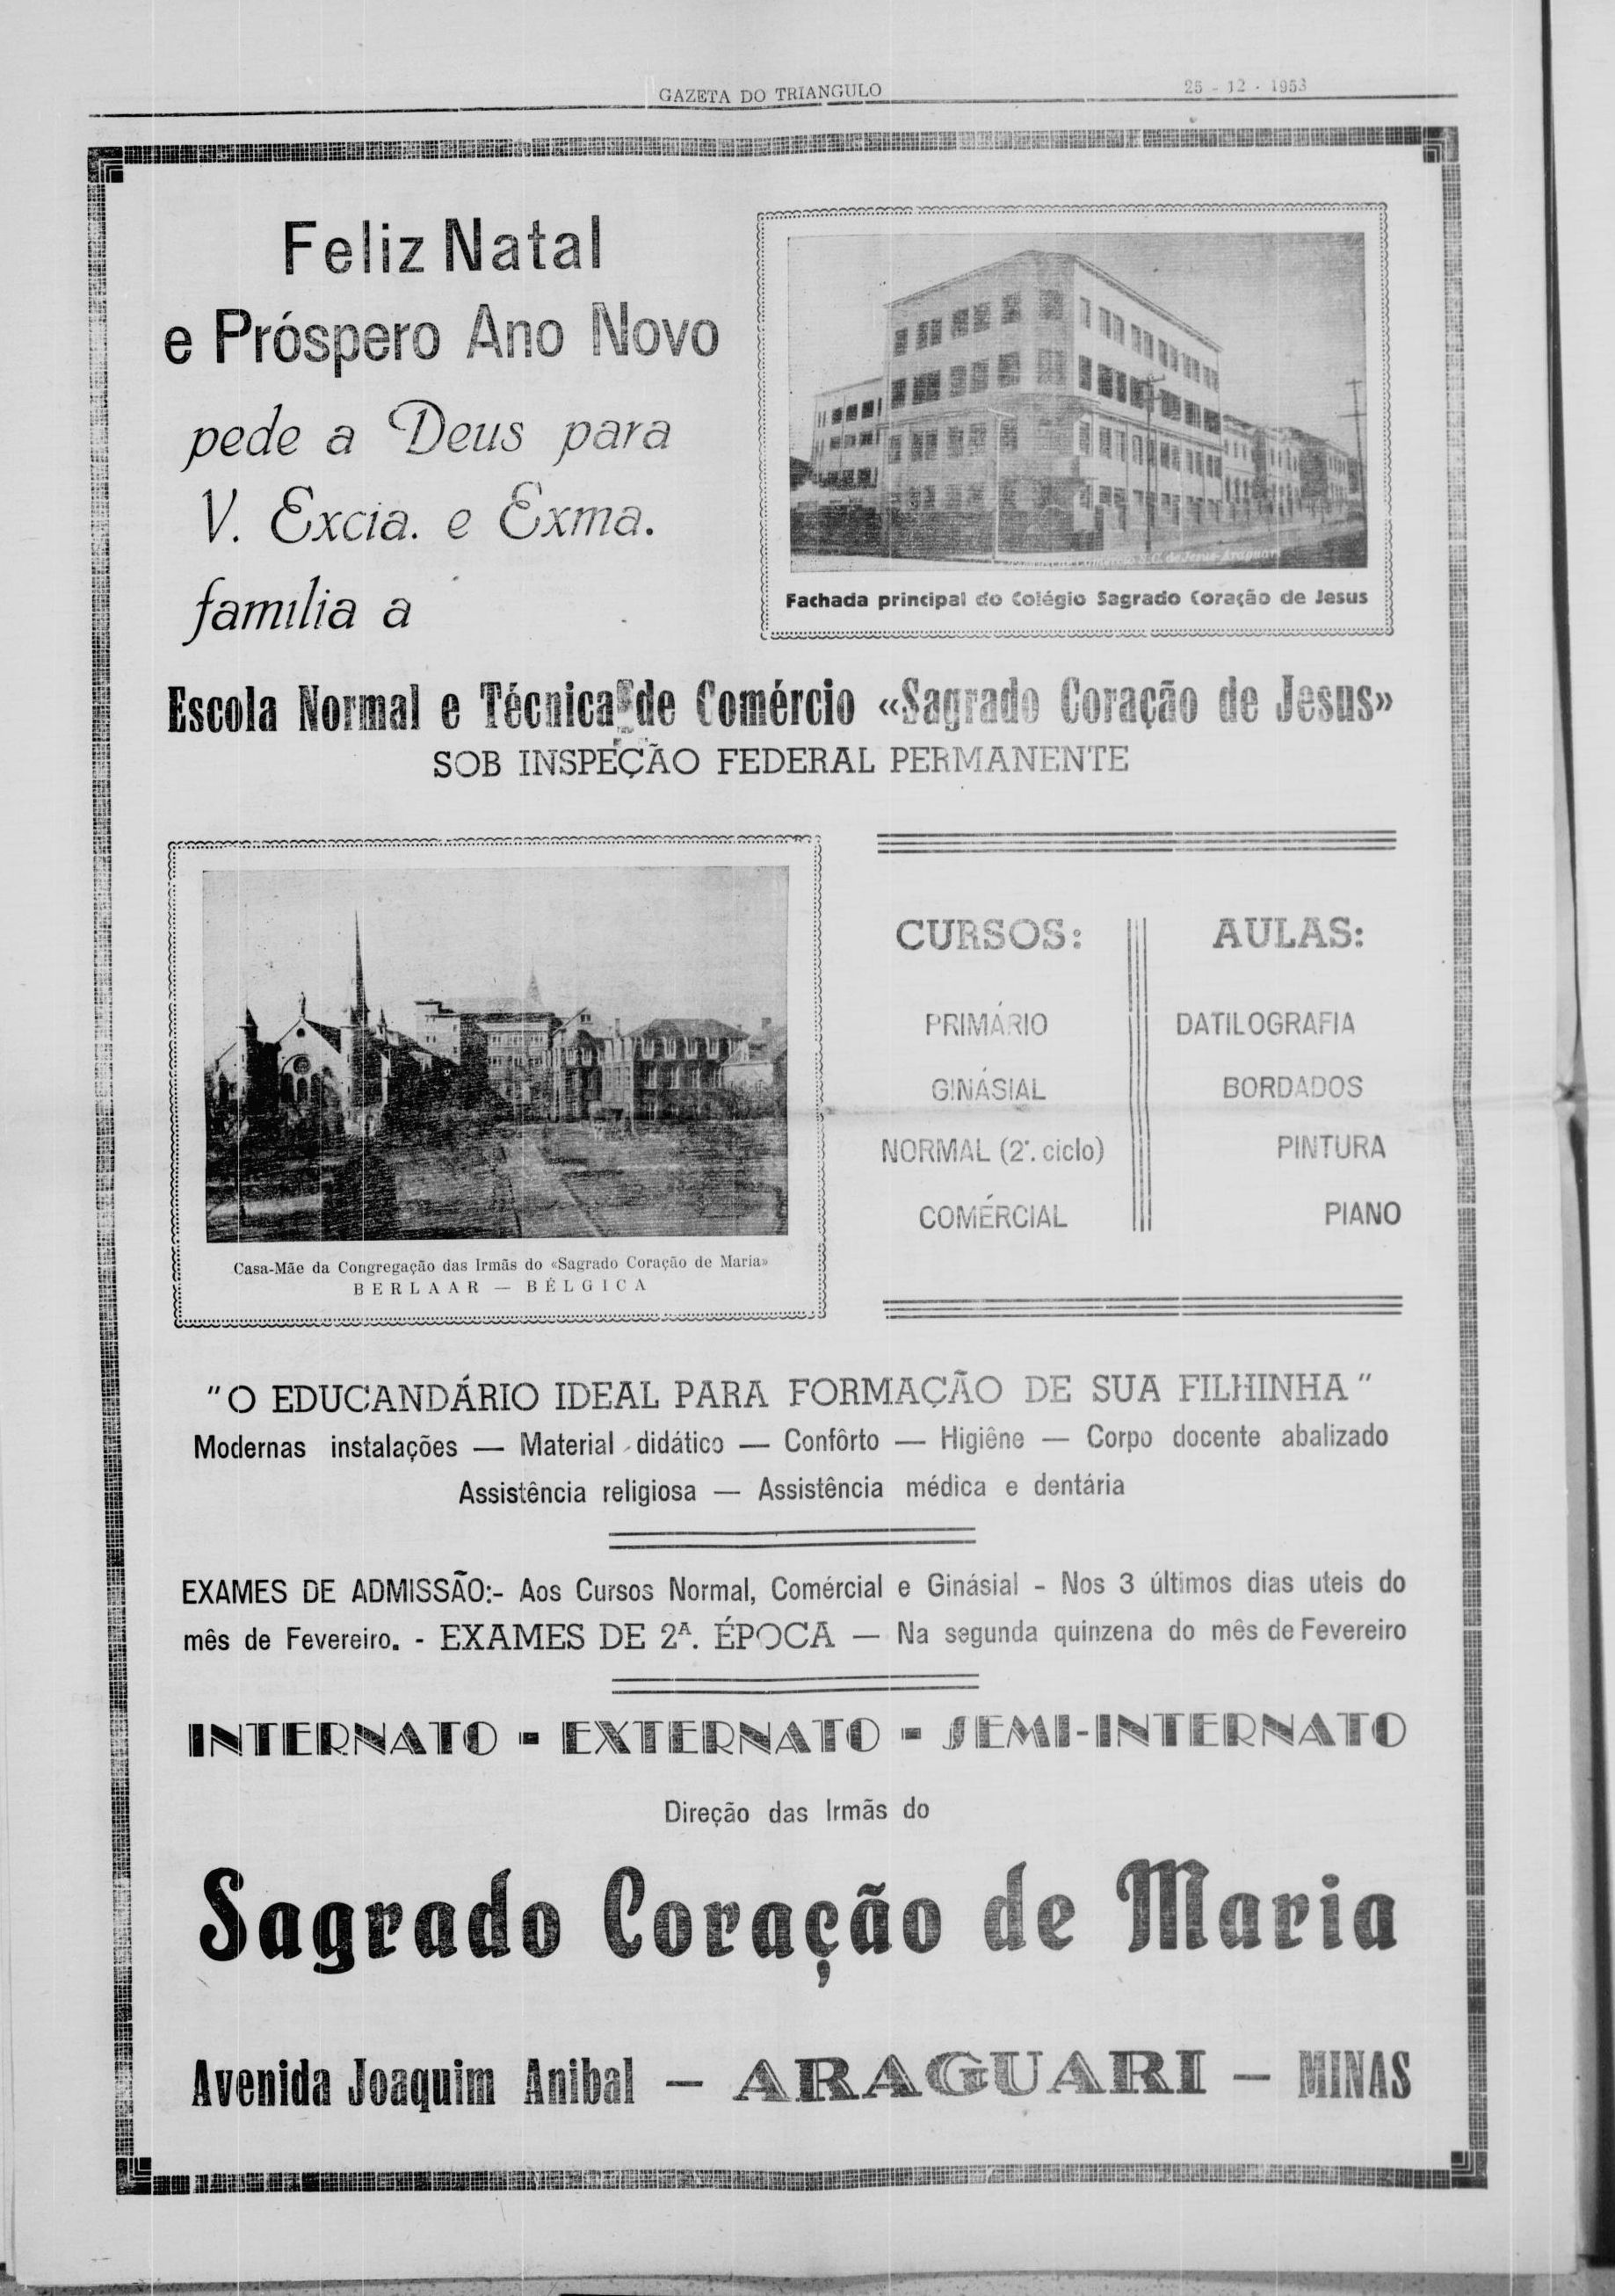 GAZETA DO TRIANGULO 25 - 12 - 1953
Feliz Natal
e Próspero Ano Novo
pede a Deus para
V. Excia. e Exma.
família a
Comércio S. C. de Jesus-Araguari
Fachada principal do Colégio Sagrado Coração de Jesus
Escola Normal e Técnica de Comércio «Sagrado Coração de Jesus»
SOB INSPEÇÃO FEDERAL PERMANENTE
Casa-Mãe da Congregação das Irmãs do «Sagrado Coração de Maria»
BERLAAR — BÉLGICA
CURSOS:
PRIMÁRIO
GINÁSIAL
NORMAL (2º. ciclo)
COMÉRCIAL
AULAS:
DATILOGRAFIA
BORDADOS
PINTURA
PIANO
"O EDUCANDÁRIO IDEAL PARA FORMAÇÃO DE SUA FILHINHA"
Modernas instalações — Material didático — Confôrto — Higiêne — Corpo docente abalizado
Assistência religiosa — Assistência médica e dentária
EXAMES DE ADMISSÃO:- Aos Cursos Normal, Comércial e Ginásial - Nos 3 últimos dias uteis do
mês de Fevereiro. - EXAMES DE 2ª. ÉPOCA — Na segunda quinzena do mês de Fevereiro
INTERNATO - EXTERNATO - SEMI-INTERNATO
Direção das Irmãs do
Sagrado Coração de Maria
Avenida Joaquim Anibal — ARAGUARI — MINAS